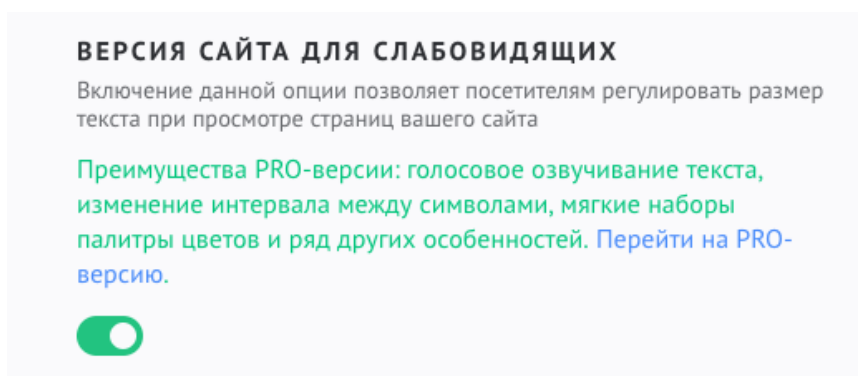 ВЕРСИЯ САЙТА ДЛЯ СЛАБОВИДЯЩИХ
Включение данной опции позволяет посетителям регулировать размер
текста при просмотре страниц вашего сайта
Преимущества PRO-версии: голосовое озвучивание текста,
изменение интервала между символами, мягкие наборы
палитры цветов и ряд других особенностей. Перейти на PRO-
версию.